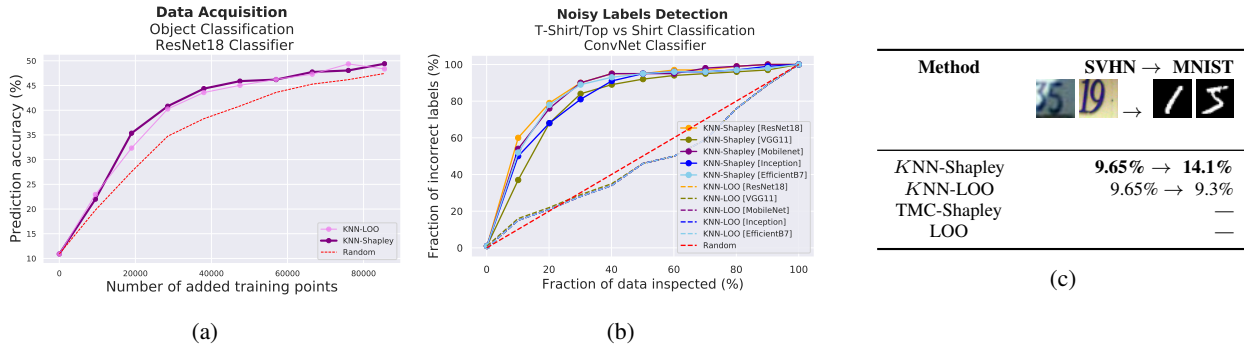 Data Acquisition
Object Classification
ResNet18 Classifier
Prediction accuracy (%)
50
45
40
35
30
25
20
15
10
KNN-LOO
KNN-Shapley
Random
0
20000
40000
60000
80000
Number of added training points
(a)
Noisy Labels Detection
T-Shirt/Top vs Shirt Classification
ConvNet Classifier
Fraction of incorrect labels (%)
100
80
60
40
20
0
KNN-Shapley [ResNet18]
KNN-Shapley [VGG11]
KNN-Shapley [Mobilenet]
KNN-Shapley [Inception]
KNN-Shapley [EfficientB7]
KNN-LOO [ResNet18]
KNN-LOO [VGG11]
KNN-LOO [MobileNet]
KNN-LOO [Inception]
KNN-LOO [EfficientB7]
Random
0
20
40
60
80
100
Fraction of data inspected (%)
(b)
Method SVHN → MNIST
35 19 → 1 5
KNN-Shapley 9.65% → 14.1%
KNN-LOO 9.65% → 9.3%
TMC-Shapley —
LOO —
(c)